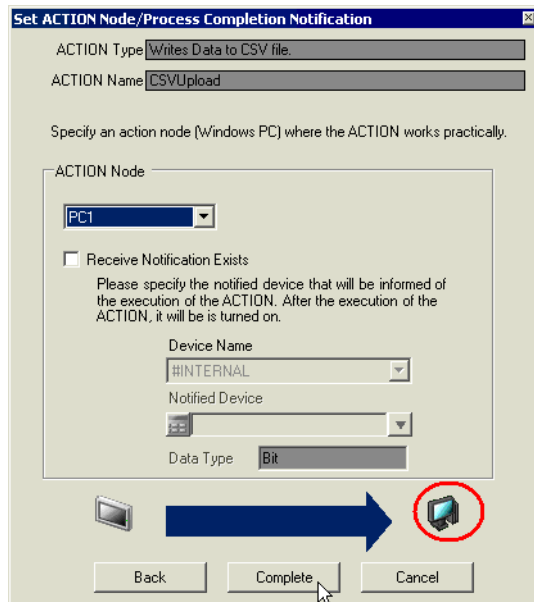 Set ACTION Node/Process Completion Notification
ACTION Type Writes Data to CSV file.
ACTION Name CSVUpload
Specify an action node (Windows PC) where the ACTION works practically.
ACTION Node
PC1
Receive Notification Exists
Please specify the notified device that will be informed of
the execution of the ACTION. After the execution of the
ACTION, it will be is turned on.
Device Name
#INTERNAL
Notified Device
Data Type Bit
Back Complete Cancel